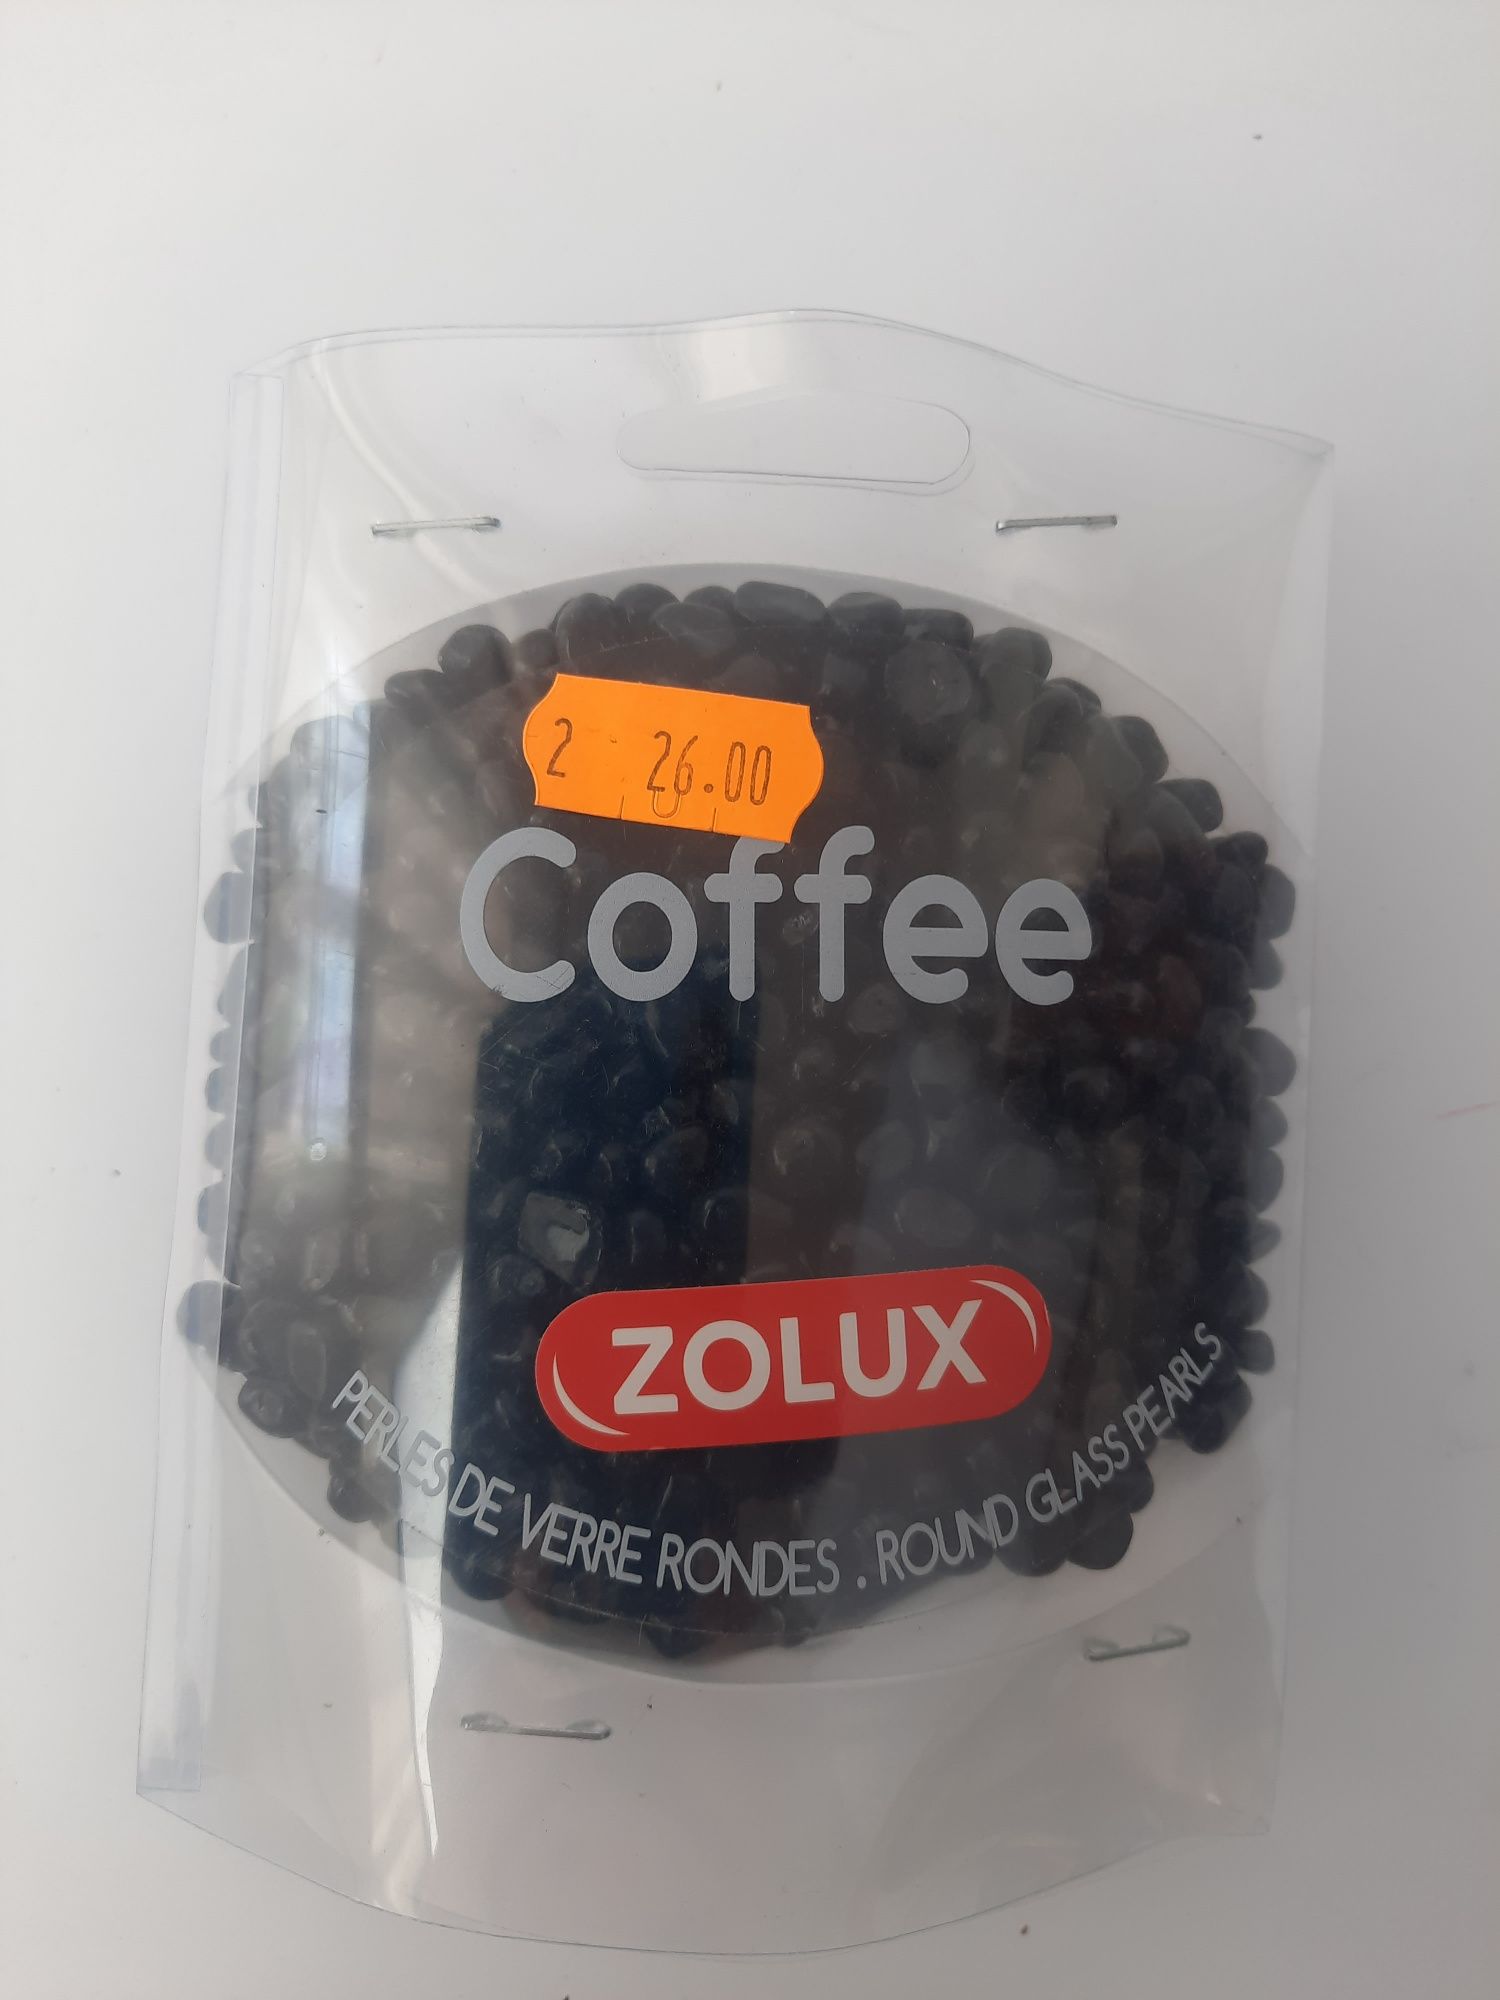 2 26.00
Coffee
ZOLUX
PERLES DE VERRE RONDES . ROUND GLASS PEARLS